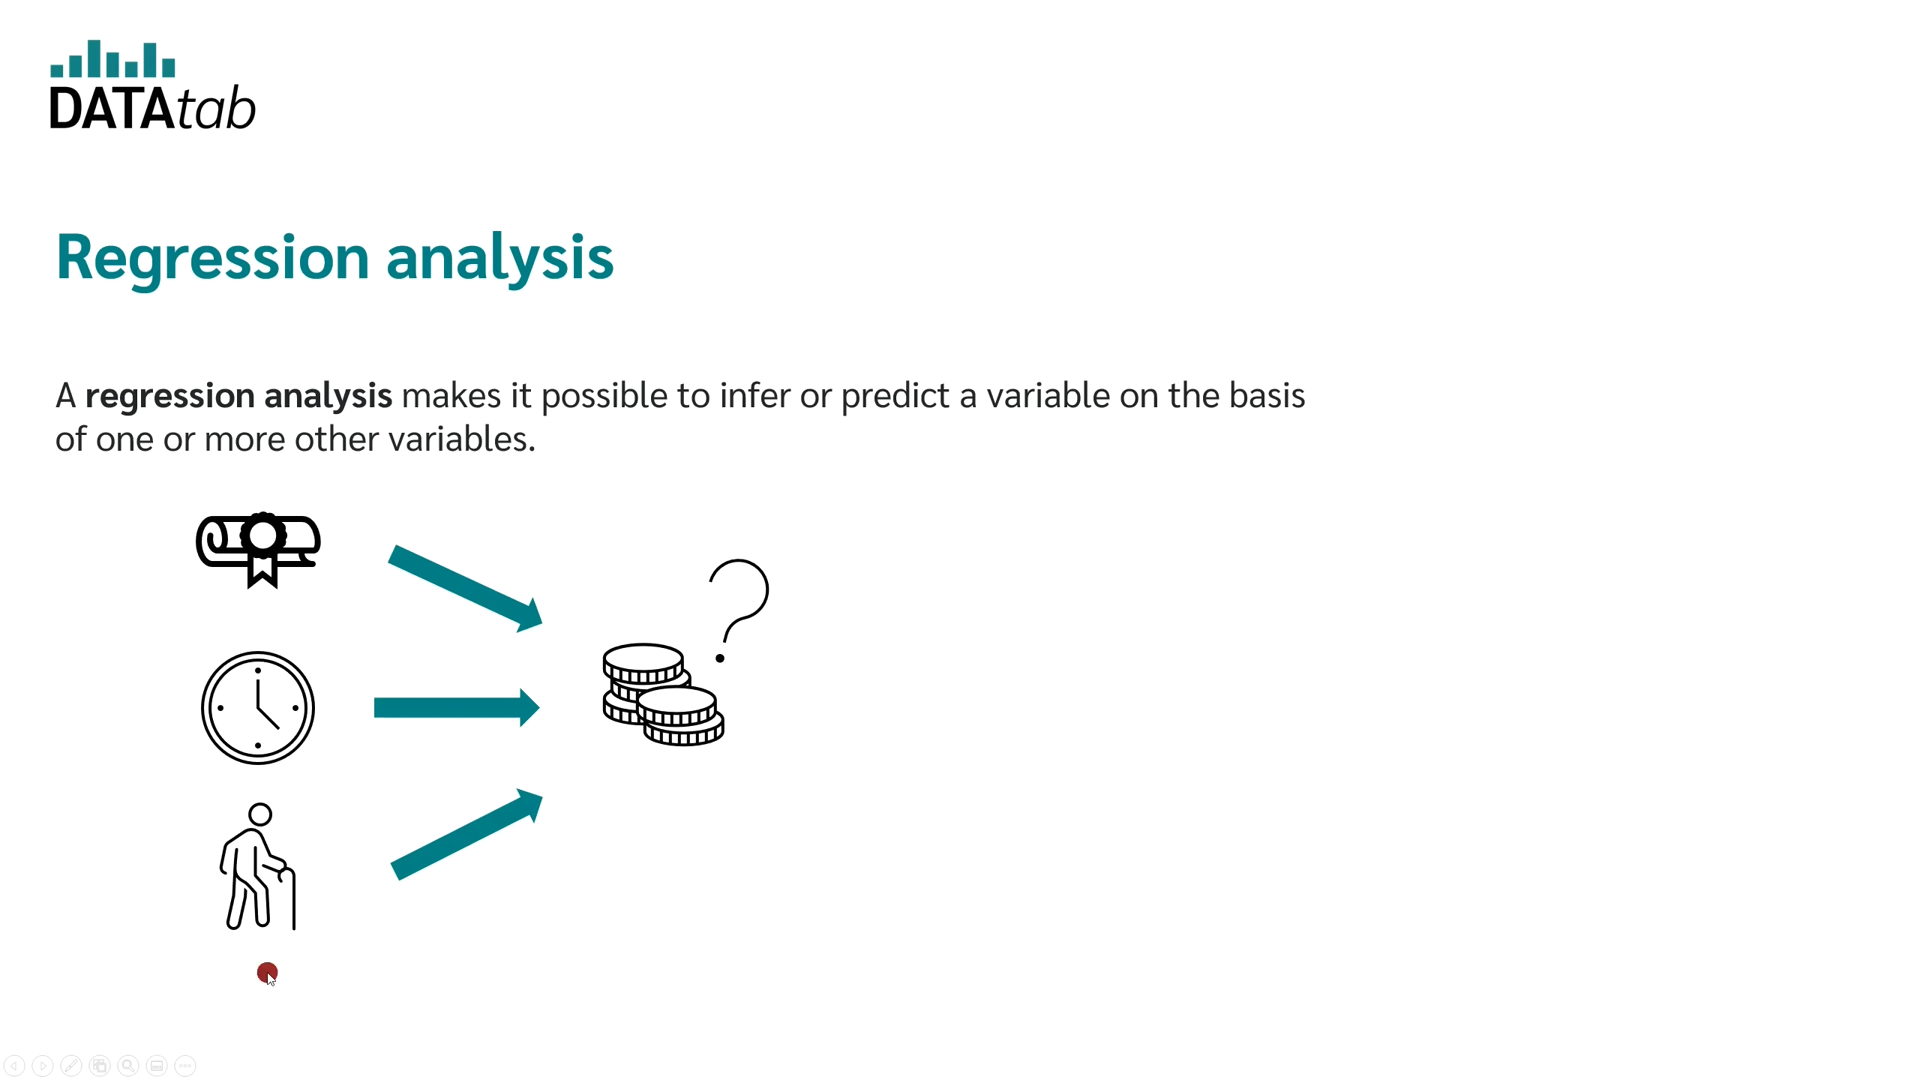 DATAtab
Regression analysis
A regression analysis makes it possible to infer or predict a variable on the basis
of one or more other variables.
?